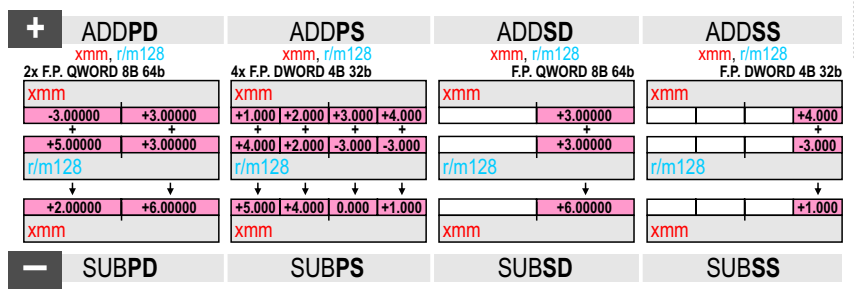 + ADDPD ADDPS ADDSD ADDSS
xmm, r/m128 xmm, r/m128 xmm, r/m128 xmm, r/m128
2x F.P. QWORD 8B 64b 4x F.P. DWORD 4B 32b F.P. QWORD 8B 64b F.P. DWORD 4B 32b
xmm xmm xmm xmm
-3.00000 +3.00000 +1.000 +2.000 +3.000 +4.000 +3.00000 +4.000
+ + + + + + + +
+5.00000 +3.00000 +4.000 +2.000 -3.000 -3.000 +3.00000 -3.000
r/m128 r/m128 r/m128 r/m128
+2.00000 +6.00000 +5.000 +4.000 0.000 +1.000 +6.00000 +1.000
xmm xmm xmm xmm
− SUBPD SUBPS SUBSD SUBSS